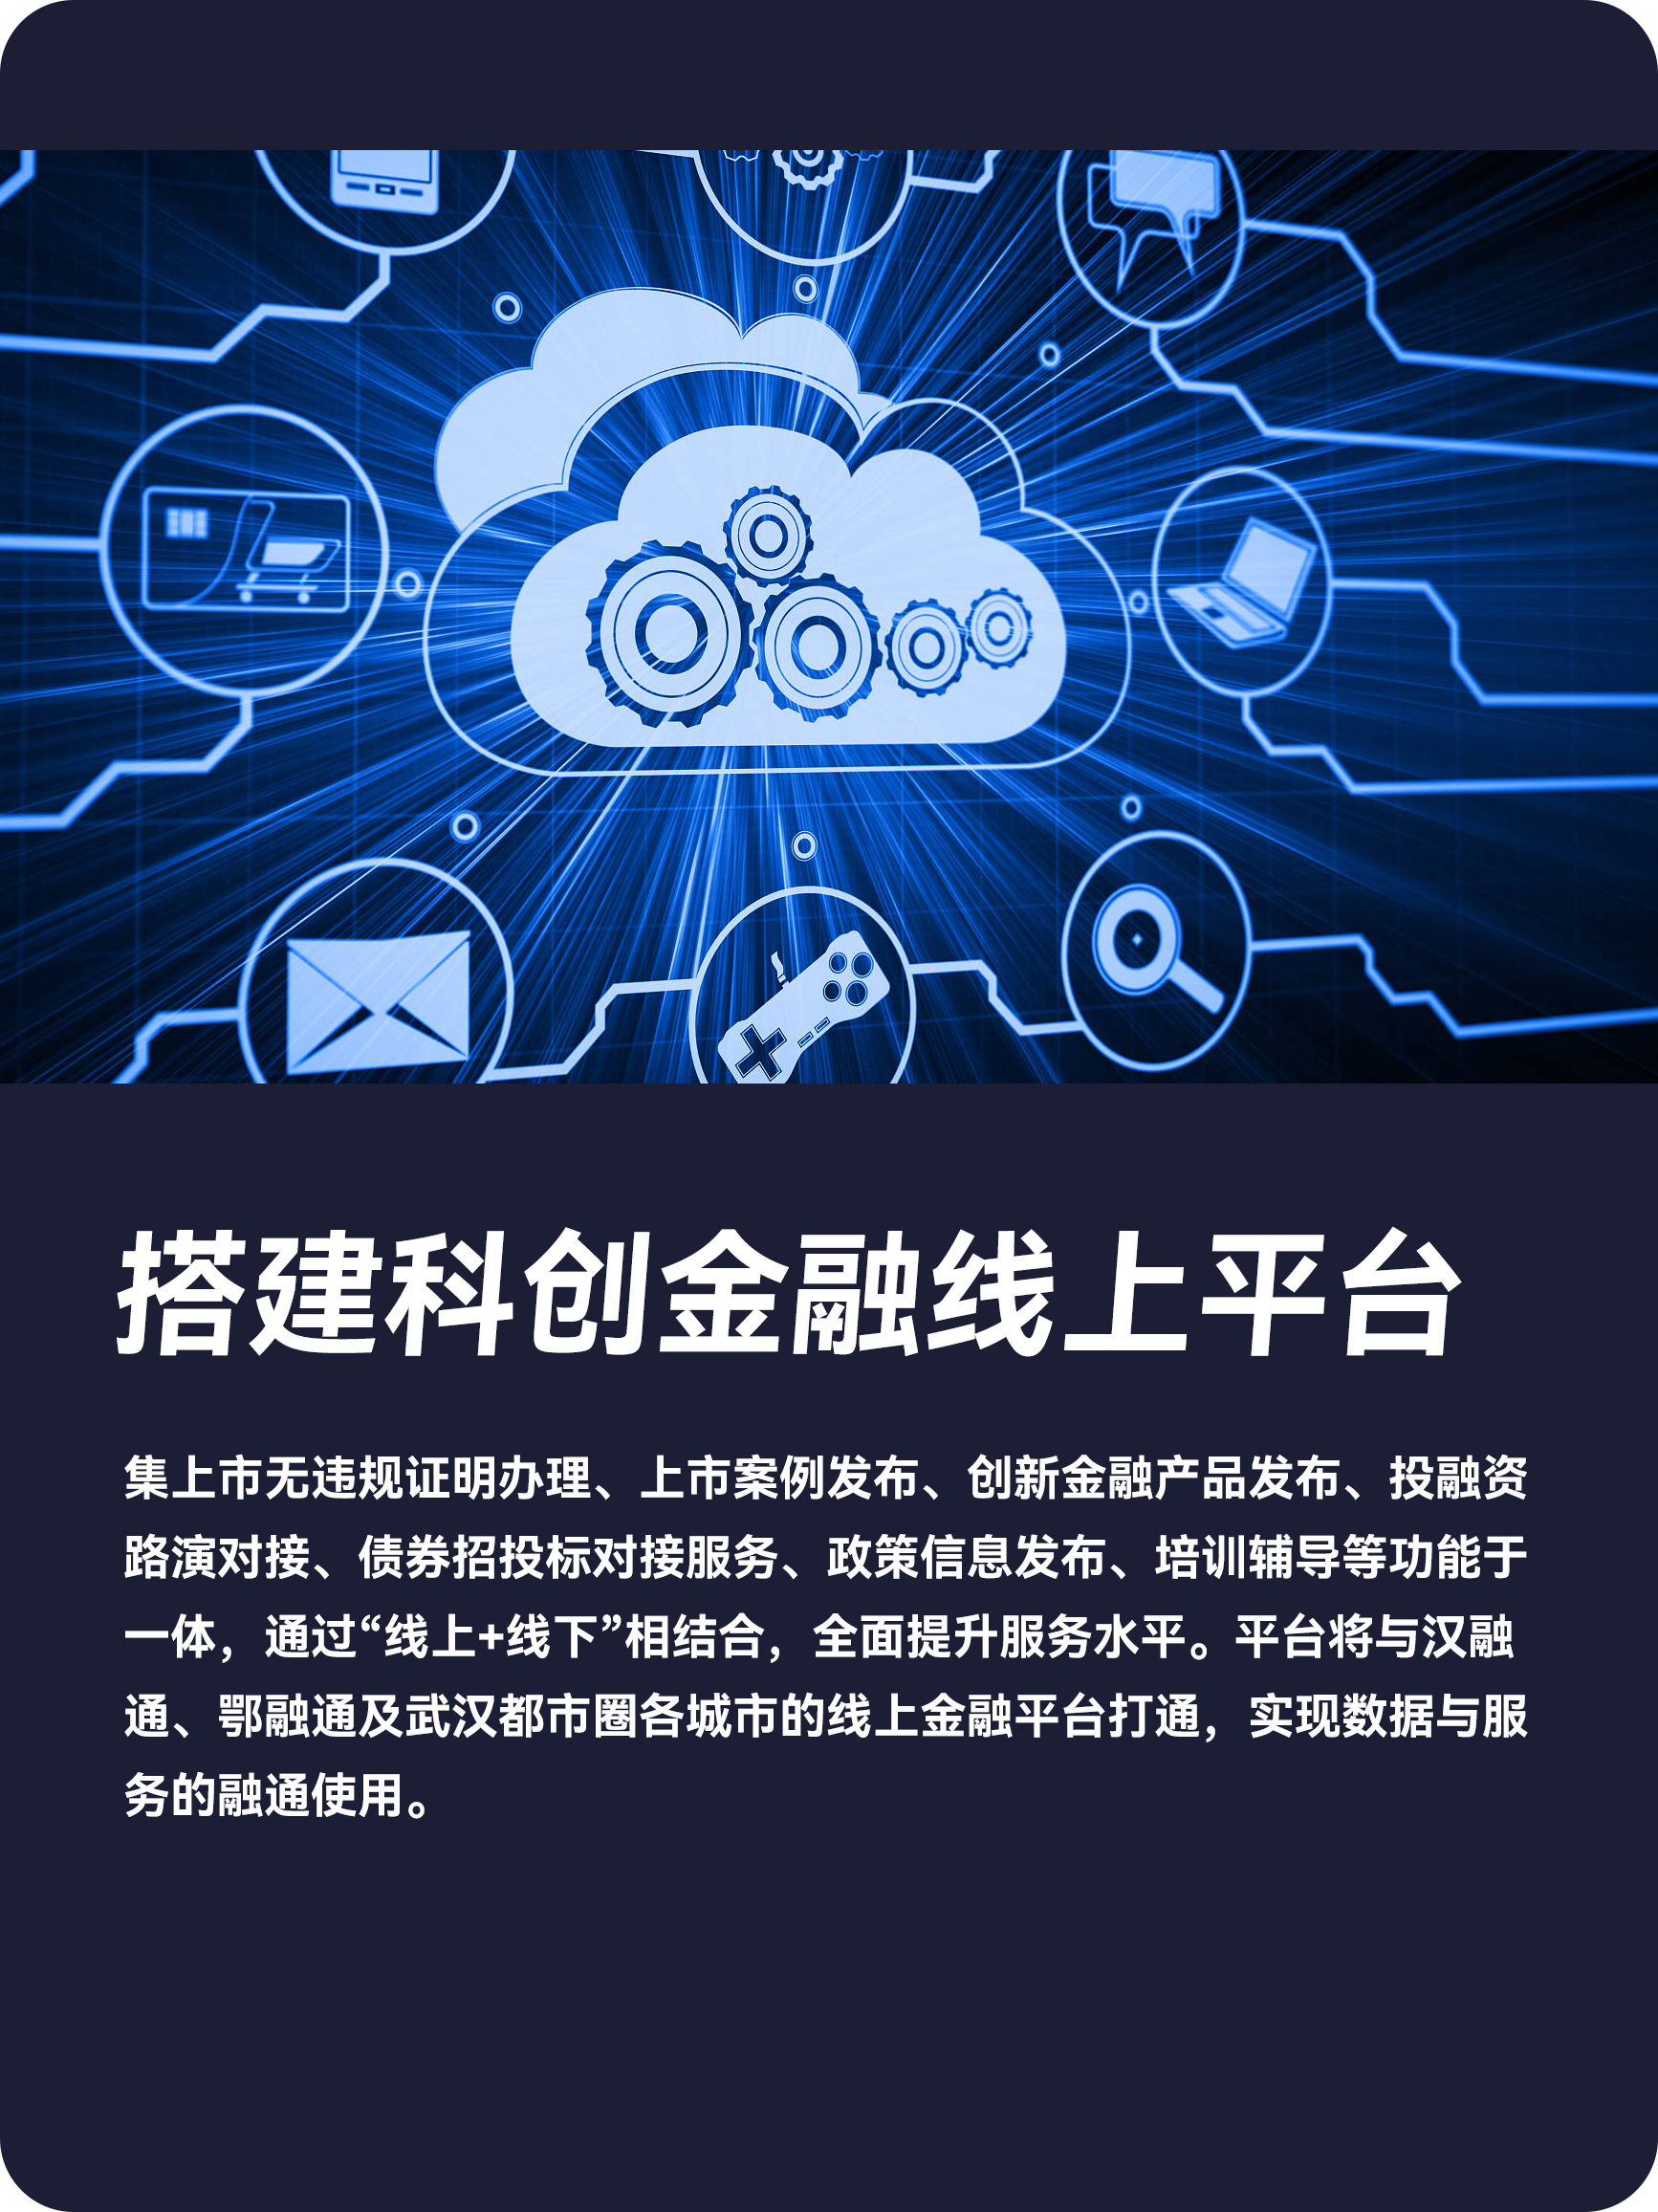 搭建科创金融线上平台
集上市无违规证明办理、上市案例发布、创新金融产品发布、投融资
路演对接、债券招投标对接服务、政策信息发布、培训辅导等功能于
一体，通过“线上+线下”相结合，全面提升服务水平。平台将与汉融
通、鄂融通及武汉都市圈各城市的线上金融平台打通，实现数据与服
务的融通使用。